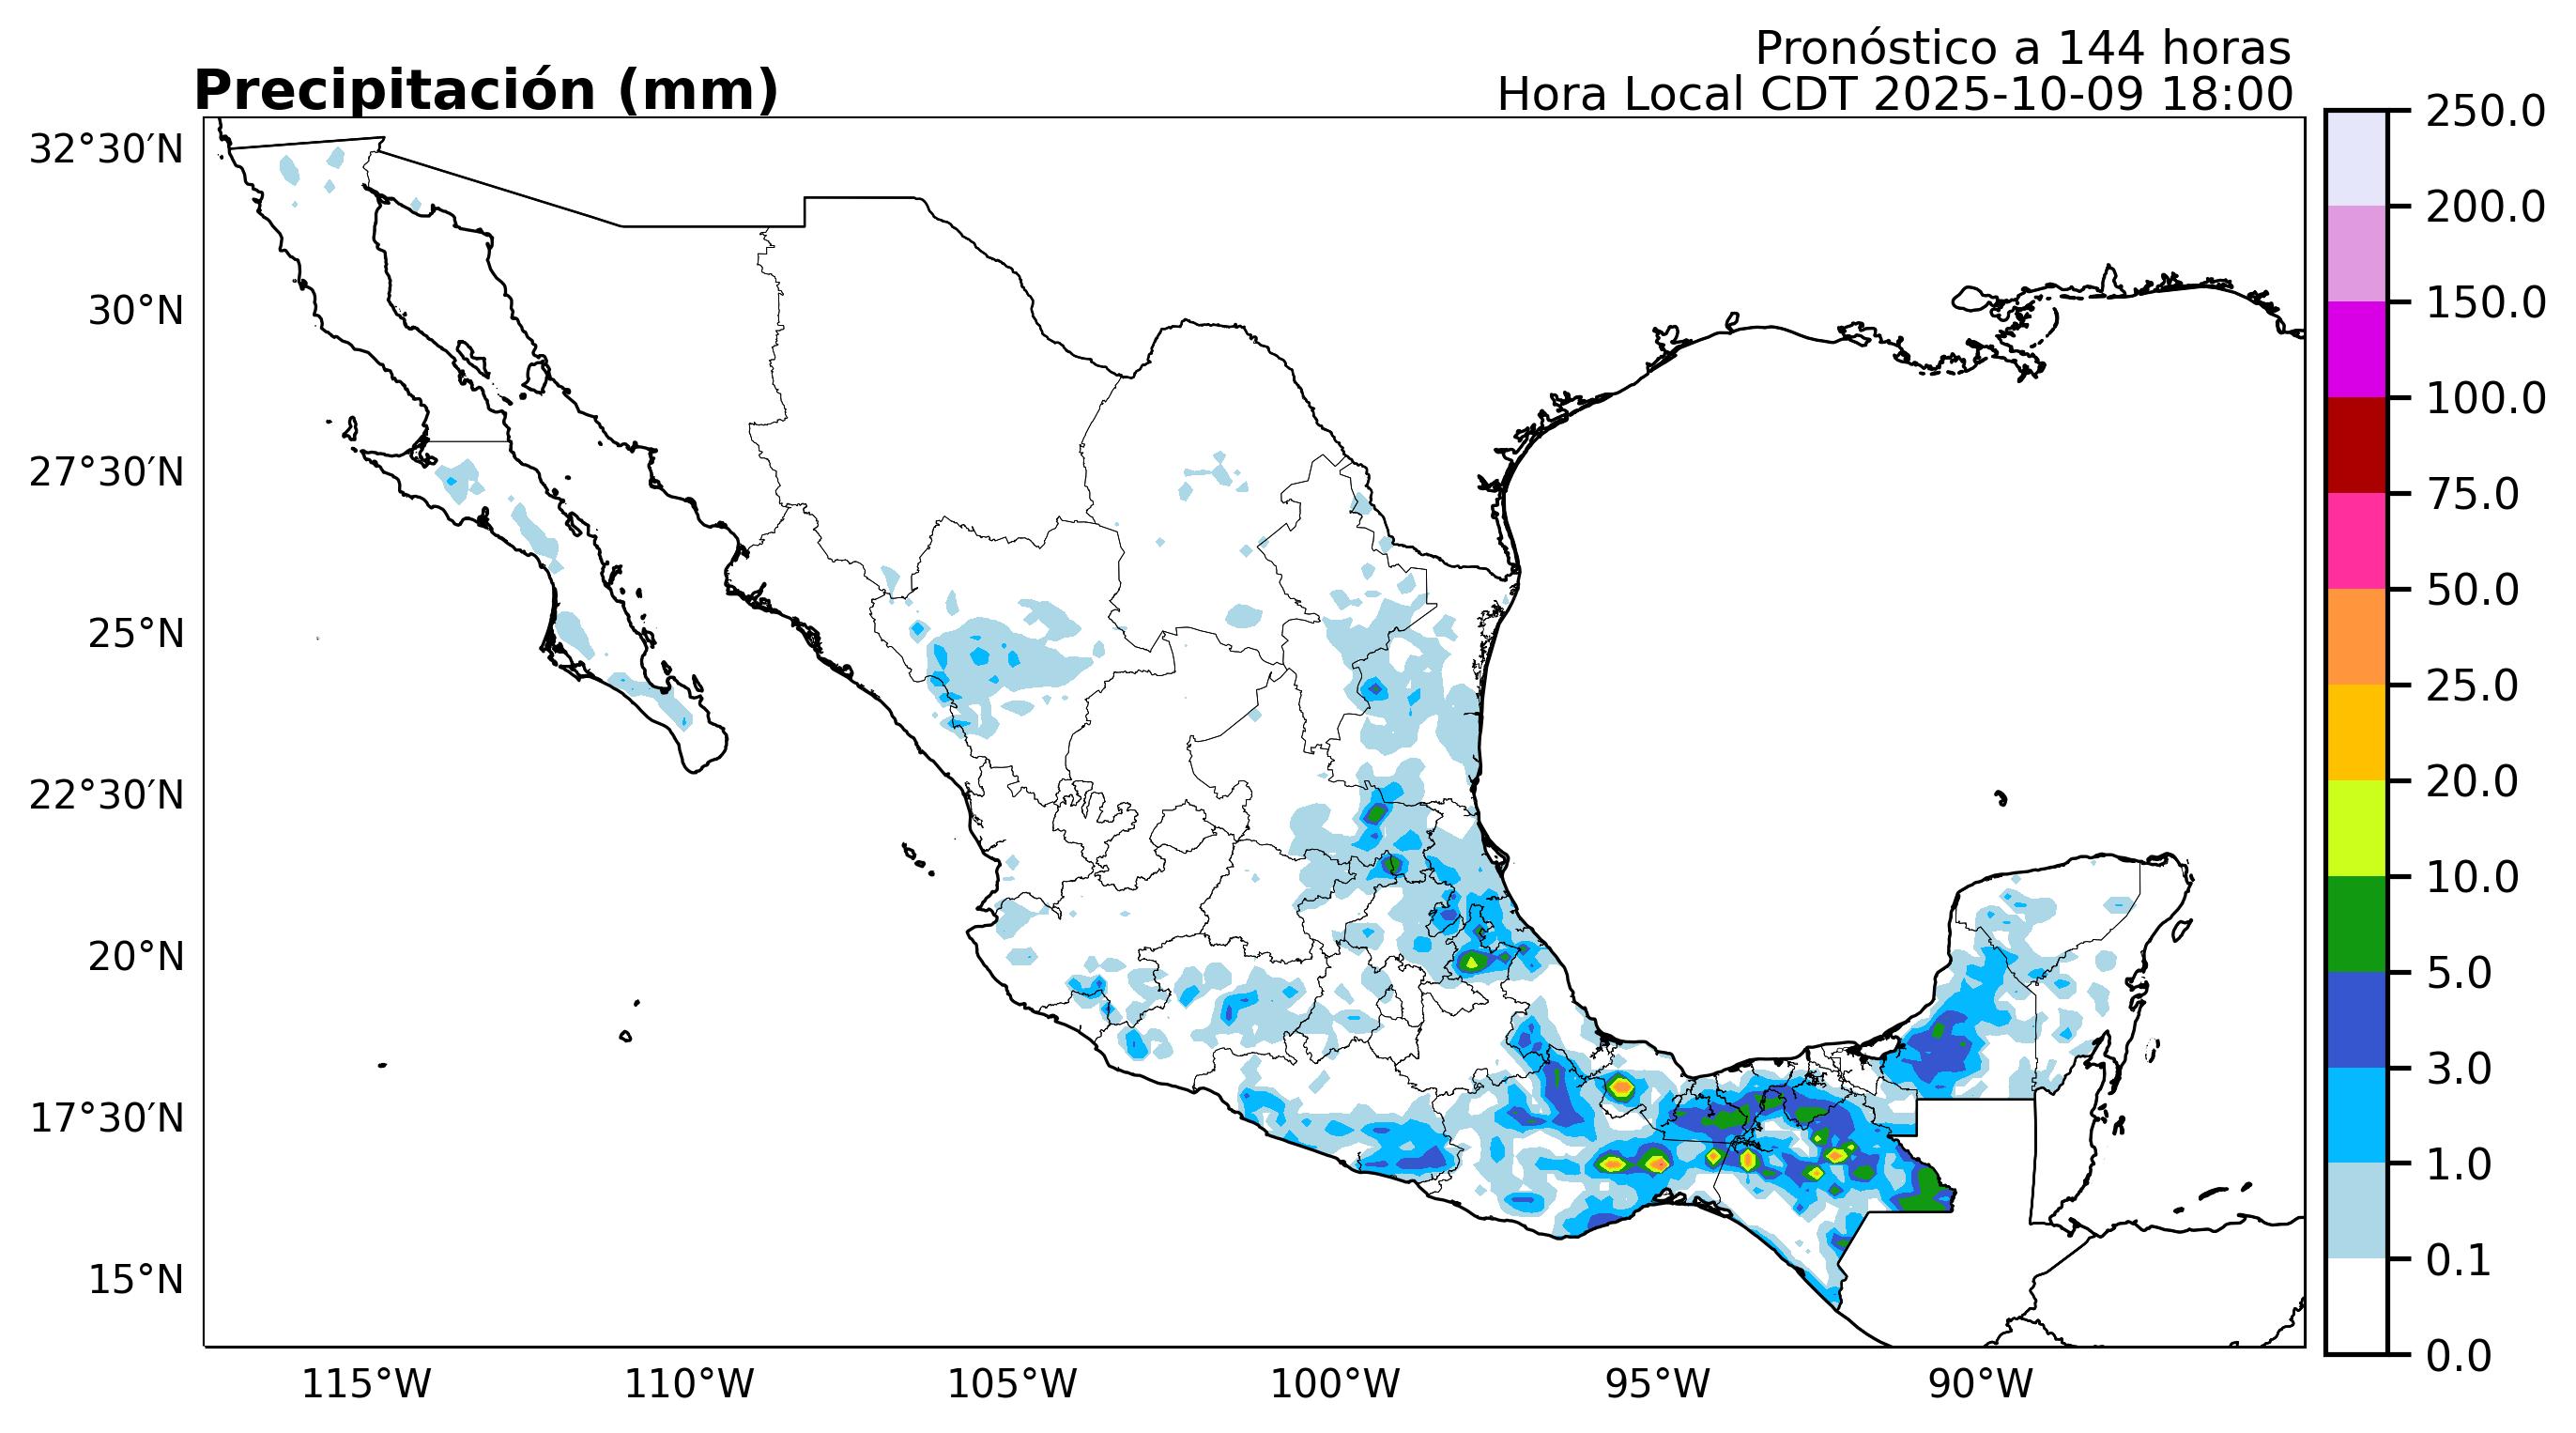 Pronóstico a 144 horas
Precipitación (mm)
Hora Local CDT 2025-10-09 18:00
32°30′N
30°N
27°30′N
25°N
22°30′N
20°N
17°30′N
15°N
115°W
110°W
105°W
100°W
95°W
90°W
250.0
200.0
150.0
100.0
75.0
50.0
25.0
20.0
10.0
5.0
3.0
1.0
0.1
0.0